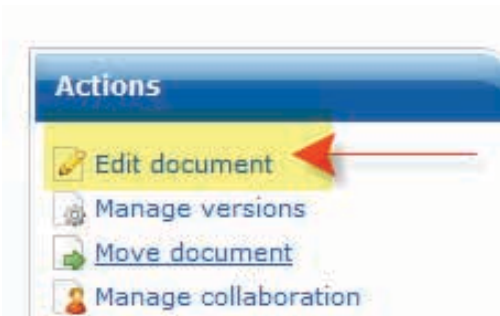 Actions
Edit document
Manage versions
Move document
Manage collaboration